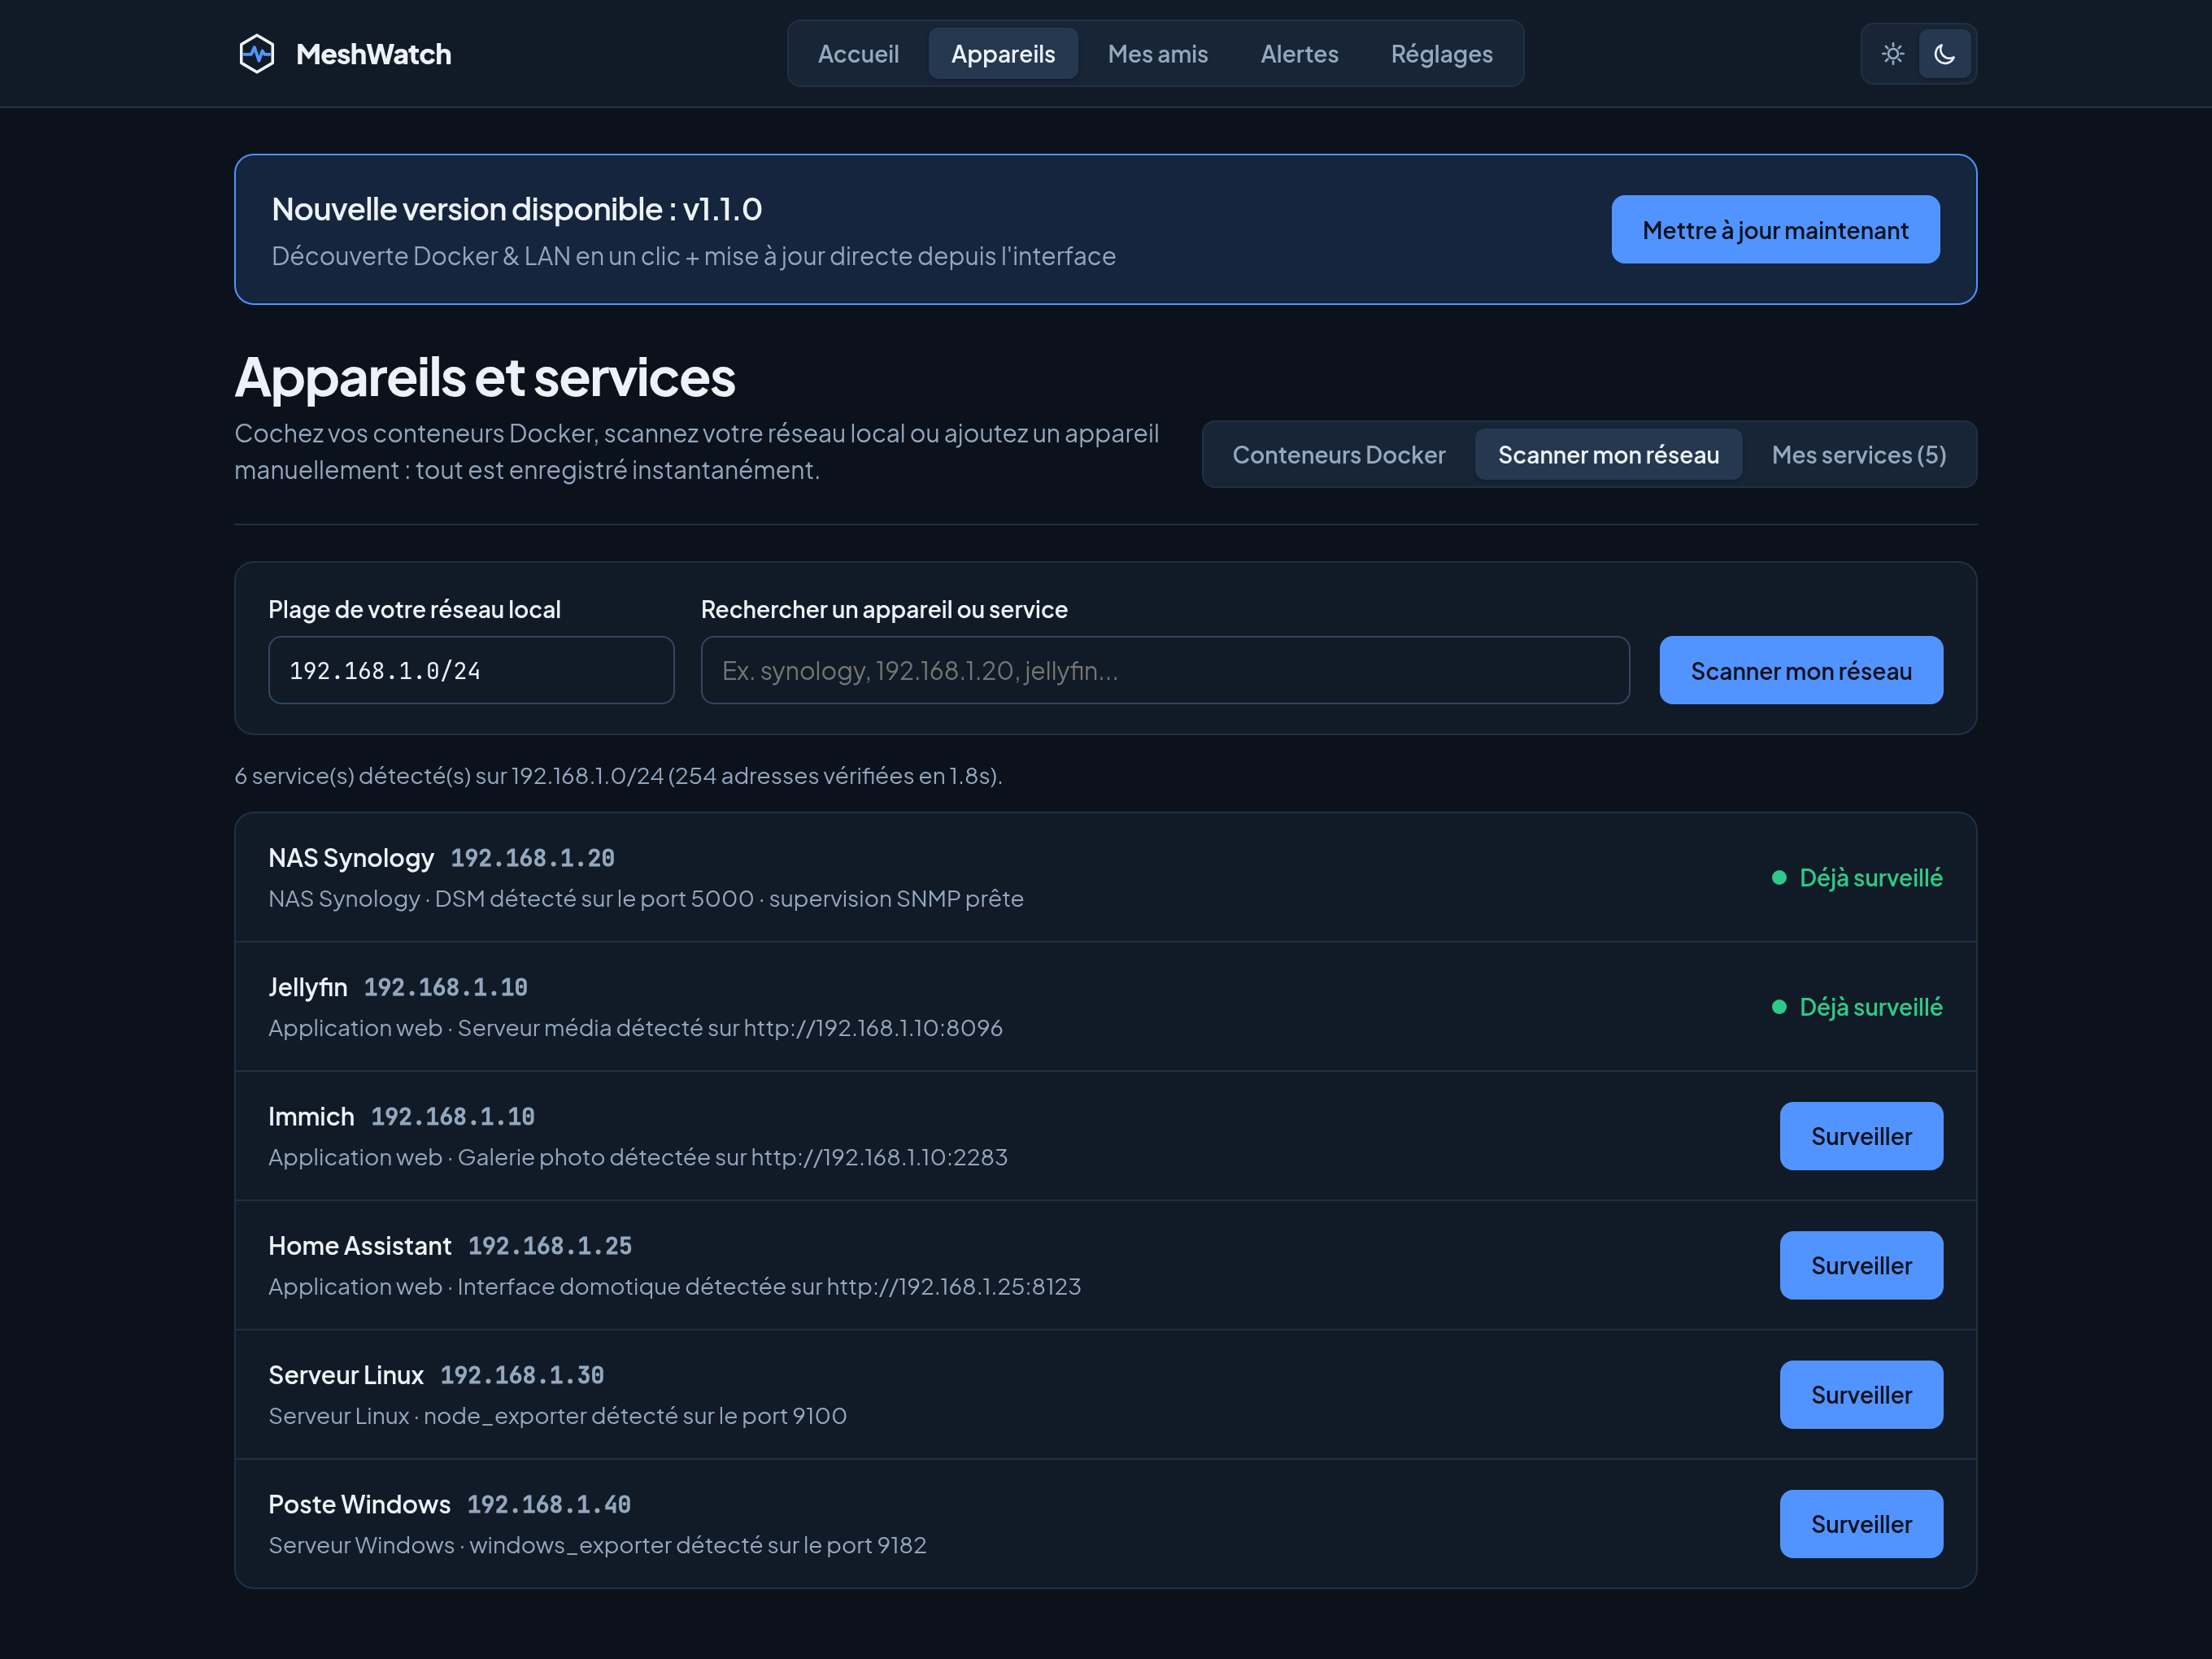 MeshWatch
Accueil
Appareils
Mes amis
Alertes
Réglages
Nouvelle version disponible : v1.1.0
Découverte Docker & LAN en un clic + mise à jour directe depuis l'interface
Mettre à jour maintenant
Appareils et services
Cochez vos conteneurs Docker, scannez votre réseau local ou ajoutez un appareil
manuellement : tout est enregistré instantanément.
Conteneurs Docker
Scanner mon réseau
Mes services (5)
Plage de votre réseau local
Rechercher un appareil ou service
192.168.1.0/24
Ex. synology, 192.168.1.20, jellyfin...
Scanner mon réseau
6 service(s) détecté(s) sur 192.168.1.0/24 (254 adresses vérifiées en 1.8s).
NAS Synology 192.168.1.20
NAS Synology · DSM détecté sur le port 5000 · supervision SNMP prête
Déjà surveillé
Jellyfin 192.168.1.10
Application web · Serveur média détecté sur http://192.168.1.10:8096
Déjà surveillé
Immich 192.168.1.10
Application web · Galerie photo détectée sur http://192.168.1.10:2283
Surveiller
Home Assistant 192.168.1.25
Application web · Interface domotique détectée sur http://192.168.1.25:8123
Surveiller
Serveur Linux 192.168.1.30
Serveur Linux · node_exporter détecté sur le port 9100
Surveiller
Poste Windows 192.168.1.40
Serveur Windows · windows_exporter détecté sur le port 9182
Surveiller